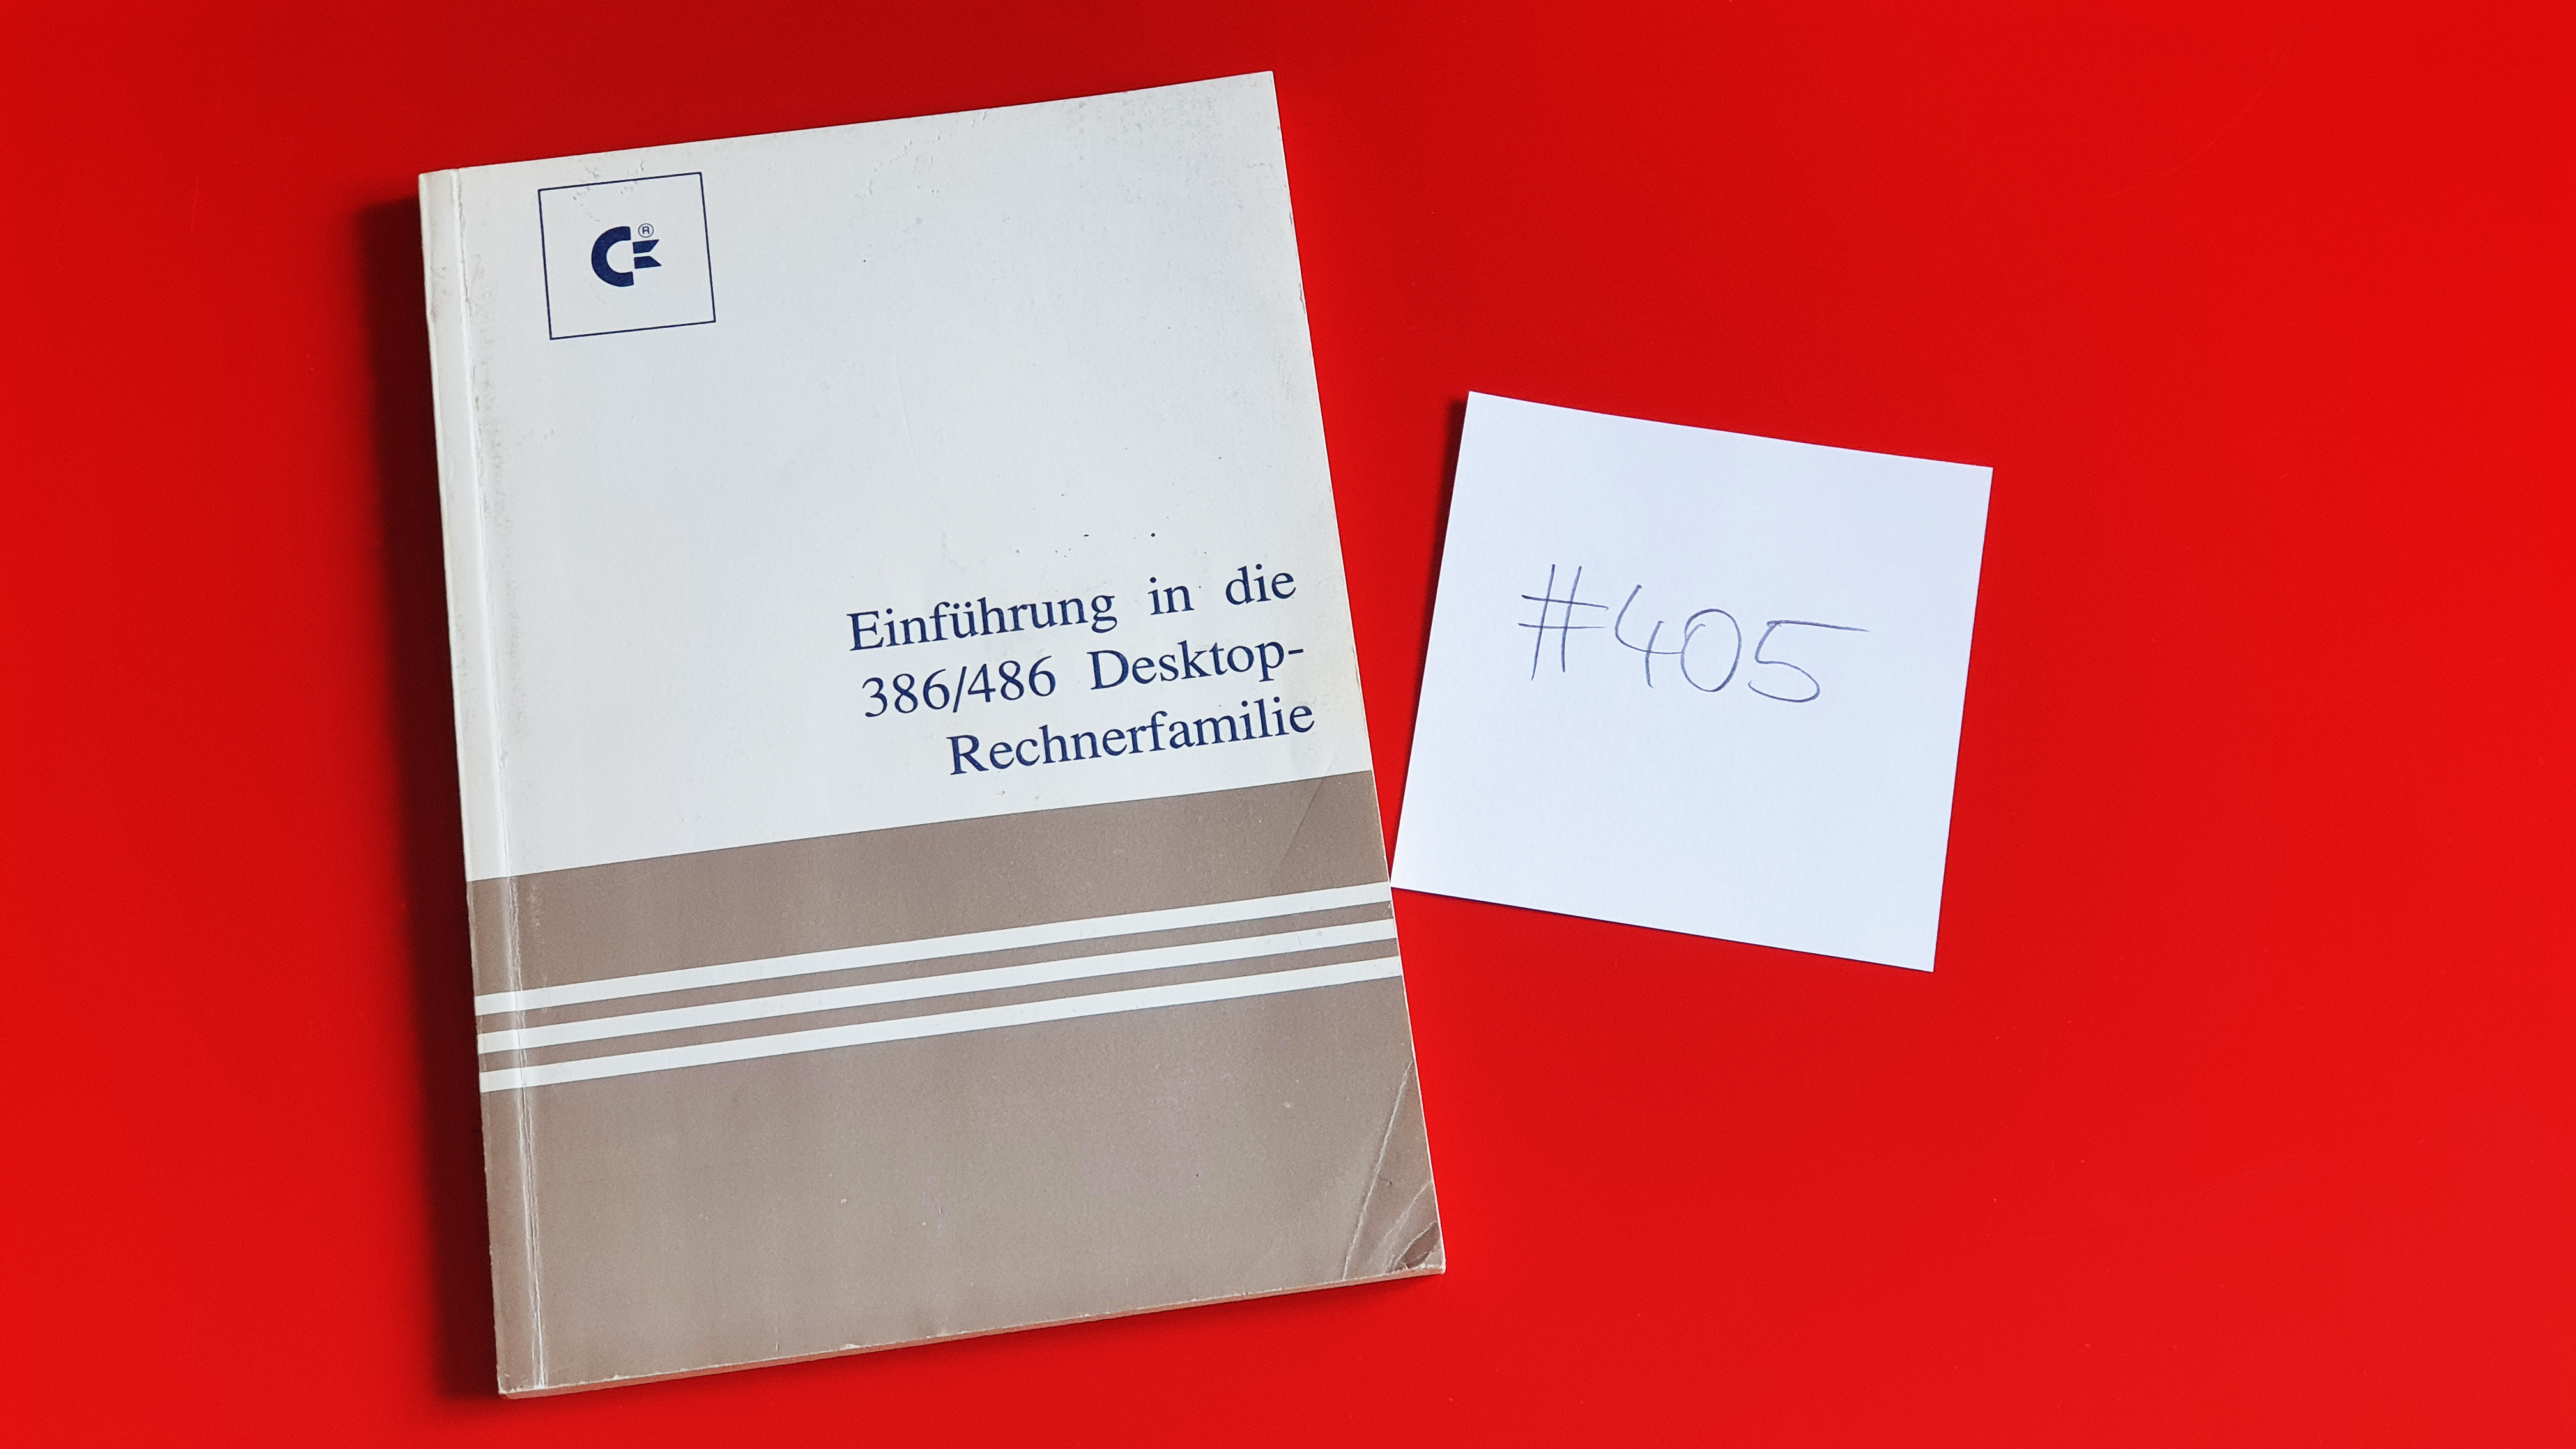 ®
Einführung in die
386/486 Desktop-
Rechnerfamilie
#405